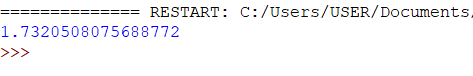 ============== RESTART: C:/Users/USER/Documents,
1.7320508075688772
>>>